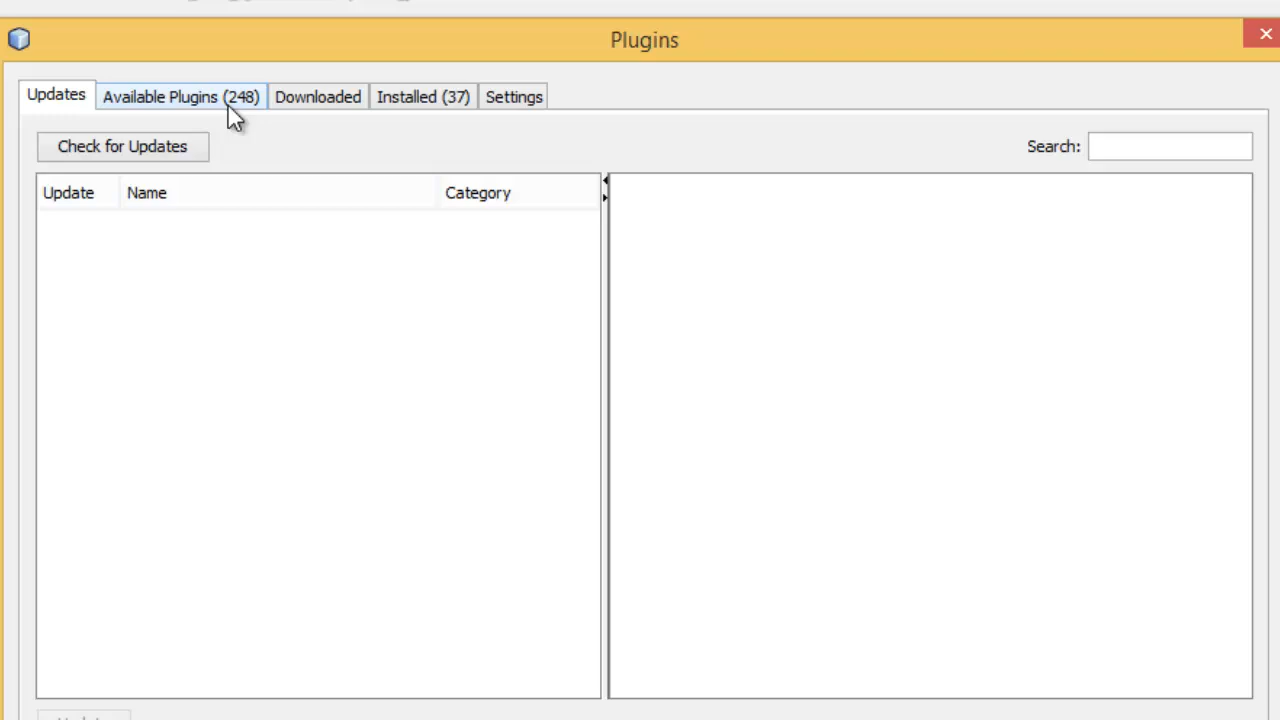 Plugins
Updates Available Plugins (248) Downloaded Installed (37) Settings
Check for Updates Search:
Update Name Category